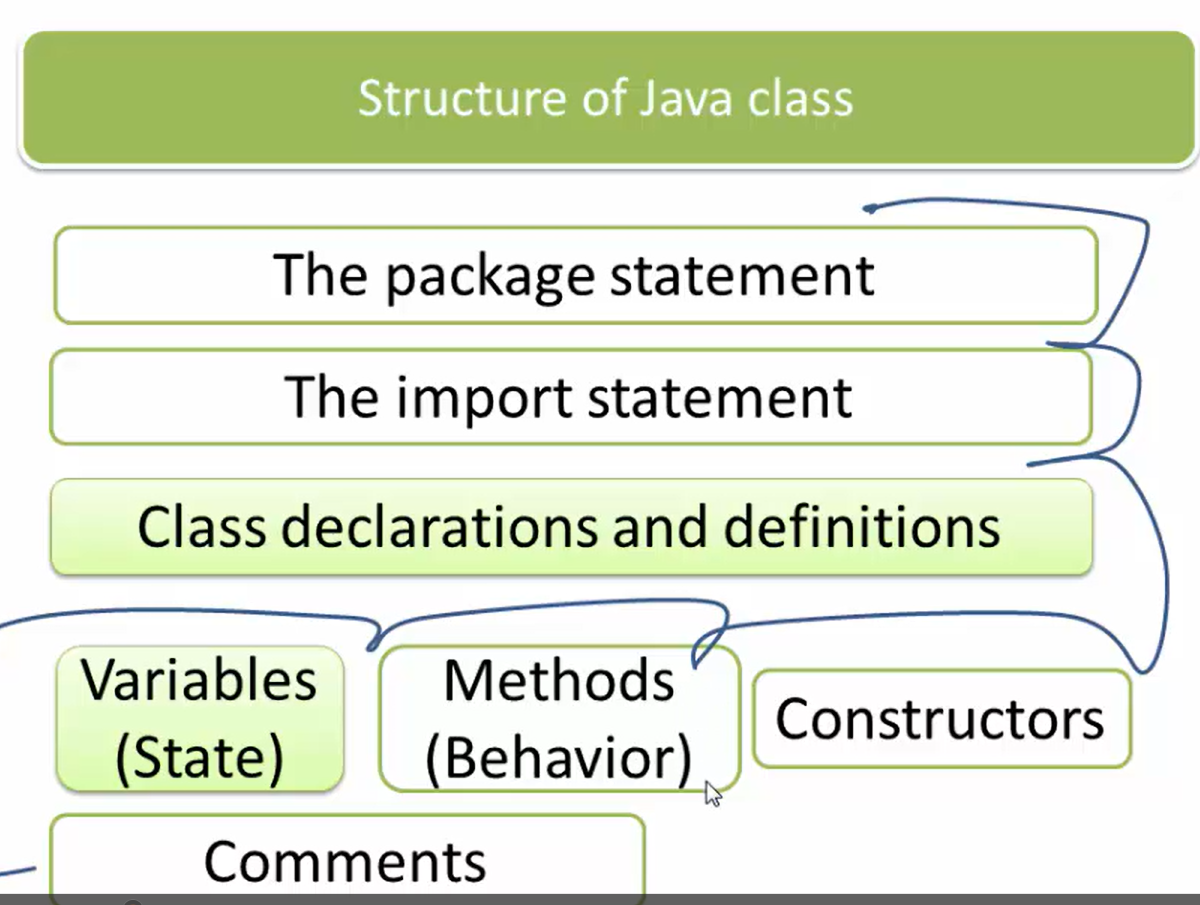 Structure of Java class
The package statement
The import statement
Class declarations and definitions
Variables
(State)
Methods
(Behavior)
Constructors
Comments